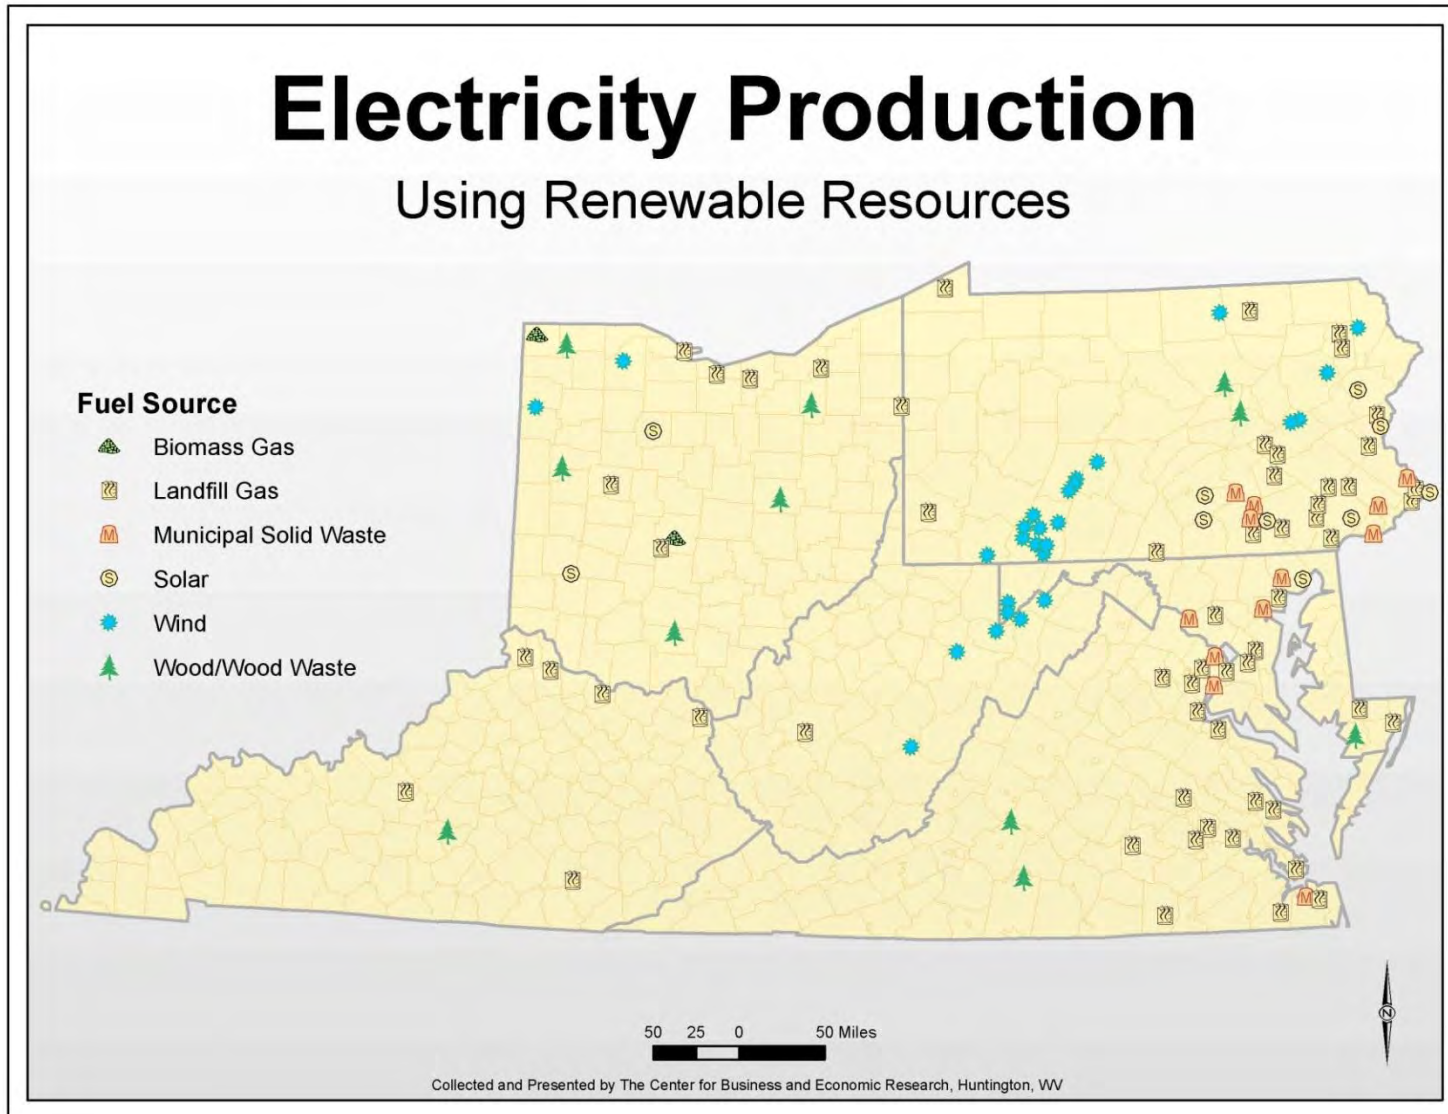 Electricity Production
Using Renewable Resources
Fuel Source
Biomass Gas
Landfill Gas
M Municipal Solid Waste
S Solar
Wind
Wood/Wood Waste
50 25 0 50 Miles
N
Collected and Presented by The Center for Business and Economic Research, Huntington, WV